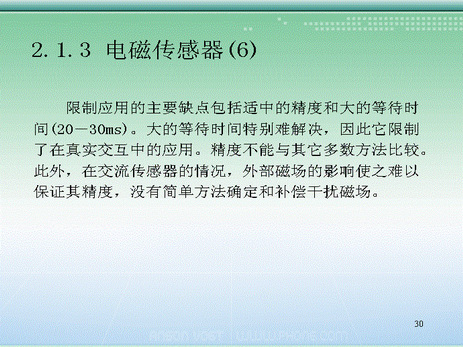 2.1.3 电磁传感器(6)
限制应用的主要缺点包括适中的精度和大的等待时
间(20－30ms)。大的等待时间特别难解决，因此它限制
了在真实交互中的应用。精度不能与其它多数方法比较。
此外，在交流传感器的情况，外部磁场的影响使之难以
保证其精度，没有简单方法确定和补偿干扰磁场。
30